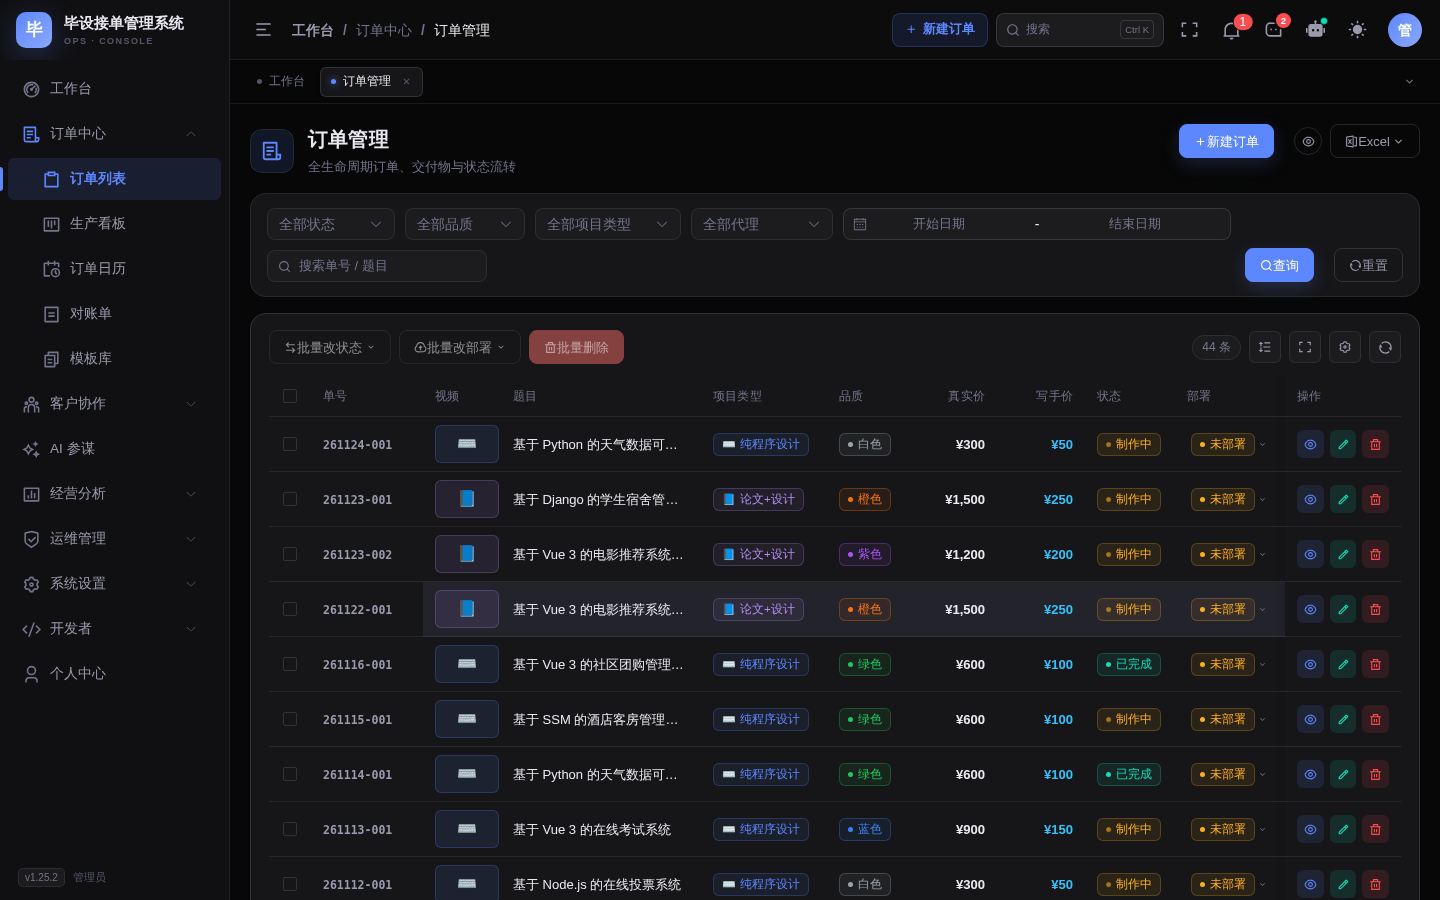 毕 毕设接单管理系统
OPS · CONSOLE
工作台 / 订单中心 / 订单管理
+ 新建订单
搜索 Ctrl K
1
2
管
工作台
订单中心
订单列表
生产看板
订单日历
对账单
模板库
客户协作
AI 参谋
经营分析
运维管理
系统设置
开发者
个人中心
v1.25.2 管理员
工作台 订单管理 ×
订单管理
全生命周期订单、交付物与状态流转
+新建订单
Excel
全部状态 全部品质 全部项目类型 全部代理 开始日期 - 结束日期
搜索单号 / 题目 查询 重置
批量改状态 批量改部署 批量删除 44 条
单号 视频 题目 项目类型 品质 真实价 写手价 状态 部署 操作
261124-001 基于 Python 的天气数据可… 纯程序设计 白色 ¥300 ¥50 制作中 未部署
261123-001 基于 Django 的学生宿舍管… 论文+设计 橙色 ¥1,500 ¥250 制作中 未部署
261123-002 基于 Vue 3 的电影推荐系统… 论文+设计 紫色 ¥1,200 ¥200 制作中 未部署
261122-001 基于 Vue 3 的电影推荐系统… 论文+设计 橙色 ¥1,500 ¥250 制作中 未部署
261116-001 基于 Vue 3 的社区团购管理… 纯程序设计 绿色 ¥600 ¥100 已完成 未部署
261115-001 基于 SSM 的酒店客房管理… 纯程序设计 绿色 ¥600 ¥100 制作中 未部署
261114-001 基于 Python 的天气数据可… 纯程序设计 绿色 ¥600 ¥100 已完成 未部署
261113-001 基于 Vue 3 的在线考试系统 纯程序设计 蓝色 ¥900 ¥150 制作中 未部署
261112-001 基于 Node.js 的在线投票系统 纯程序设计 白色 ¥300 ¥50 制作中 未部署